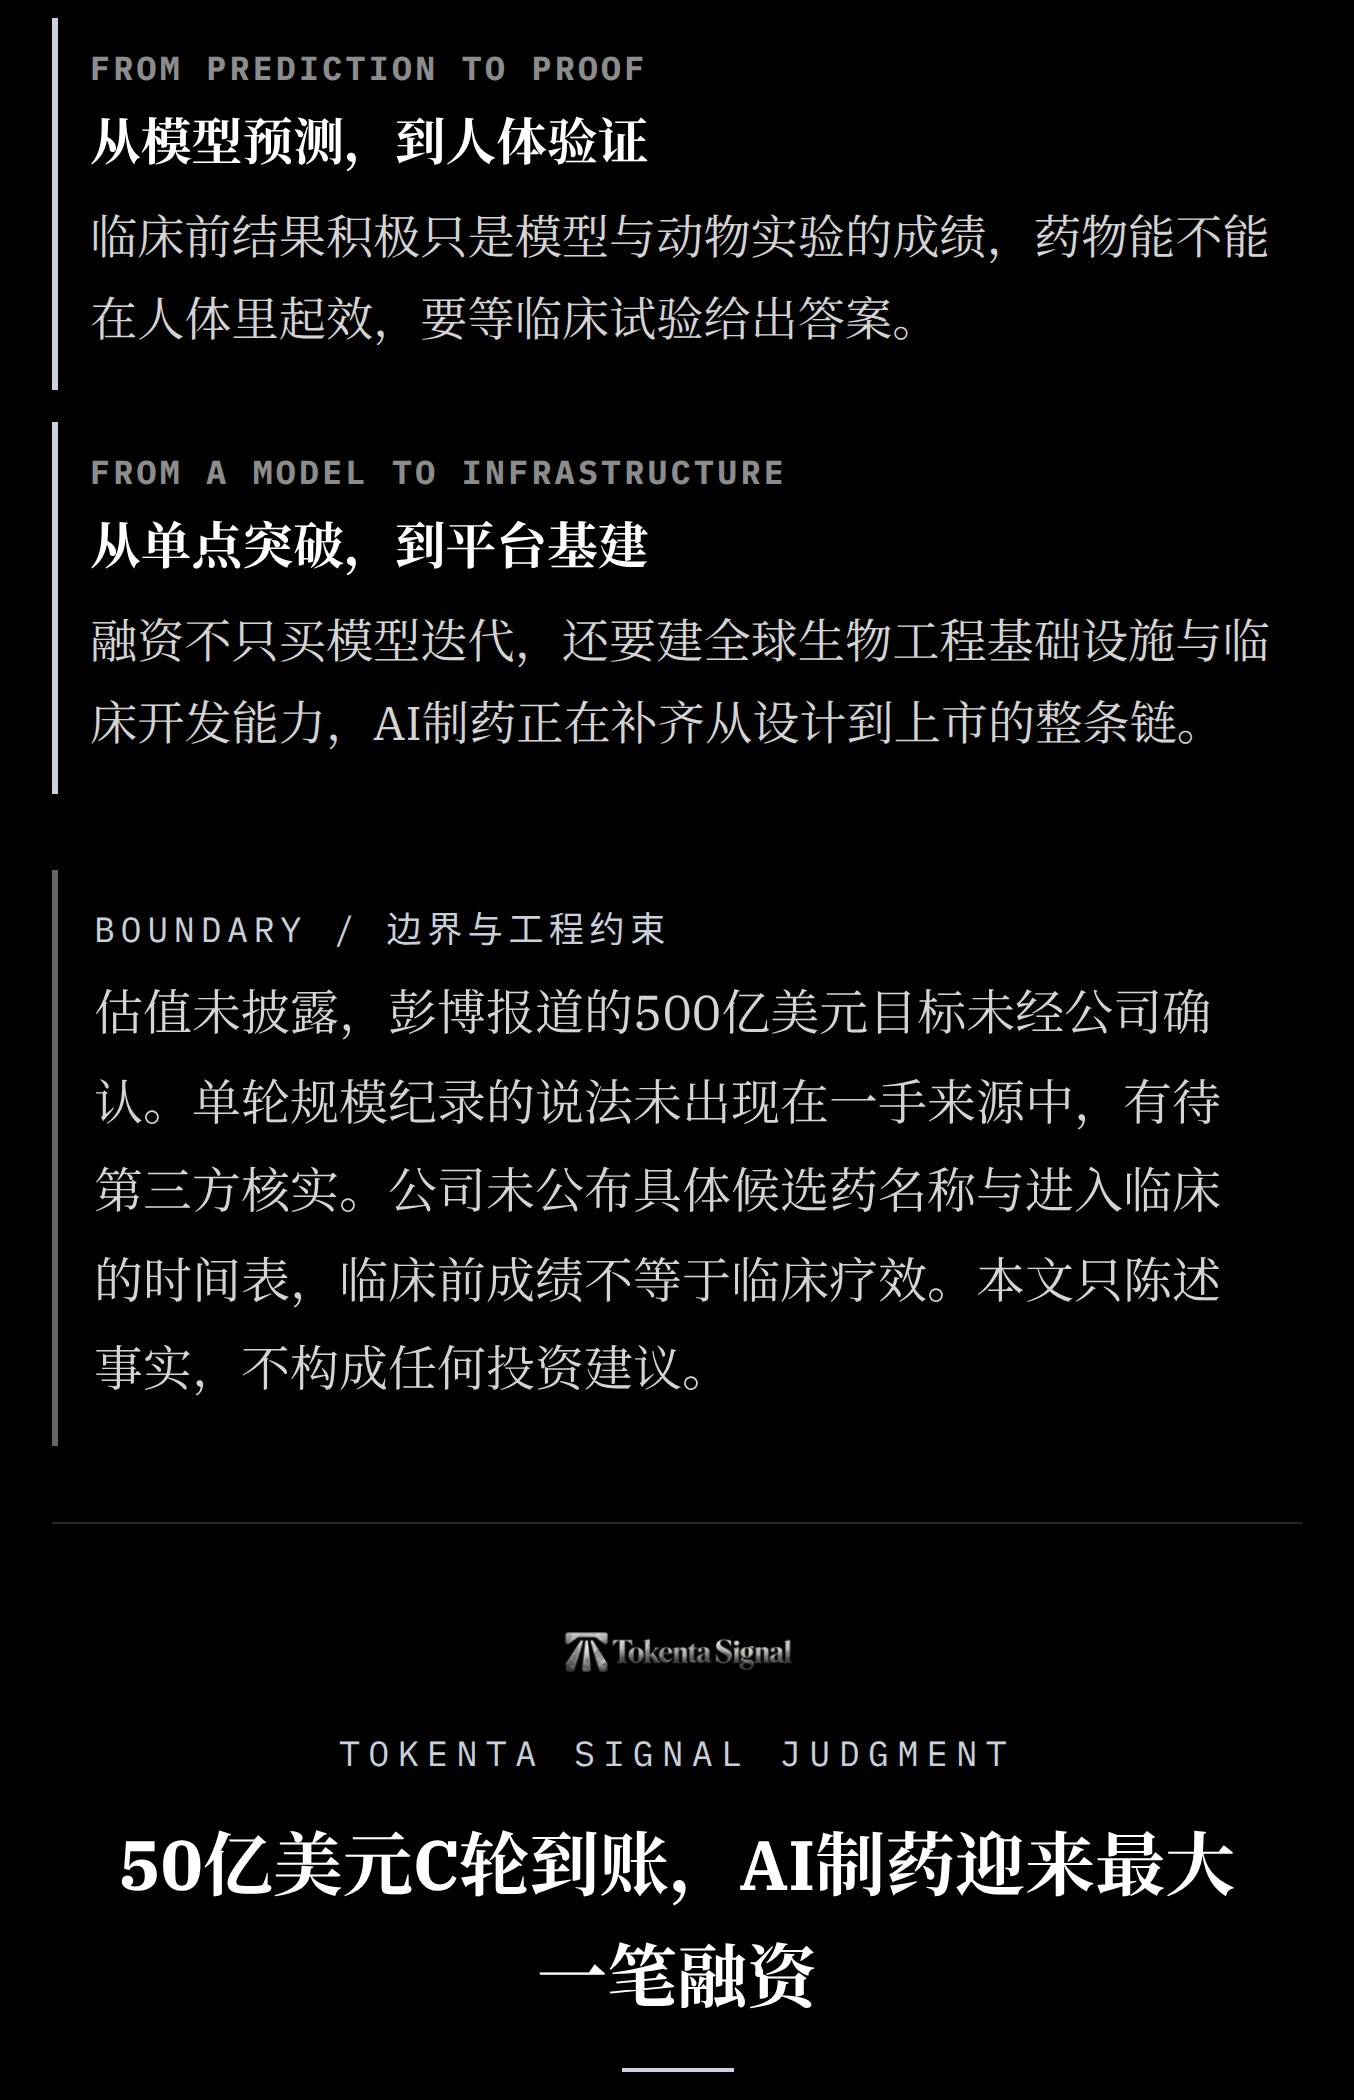 FROM PREDICTION TO PROOF
从模型预测，到人体验证
临床前结果积极只是模型与动物实验的成绩，药物能不能
在人体里起效，要等临床试验给出答案。
FROM A MODEL TO INFRASTRUCTURE
从单点突破，到平台基建
融资不只买模型迭代，还要建全球生物工程基础设施与临
床开发能力，AI制药正在补齐从设计到上市的整条链。
BOUNDARY / 边界与工程约束
估值未披露，彭博报道的500亿美元目标未经公司确
认。单轮规模纪录的说法未出现在一手来源中，有待
第三方核实。公司未公布具体候选药名称与进入临床
的时间表，临床前成绩不等于临床疗效。本文只陈述
事实，不构成任何投资建议。
Tokenta Signal
TOKENTA SIGNAL JUDGMENT
50亿美元C轮到账，AI制药迎来最大
一笔融资